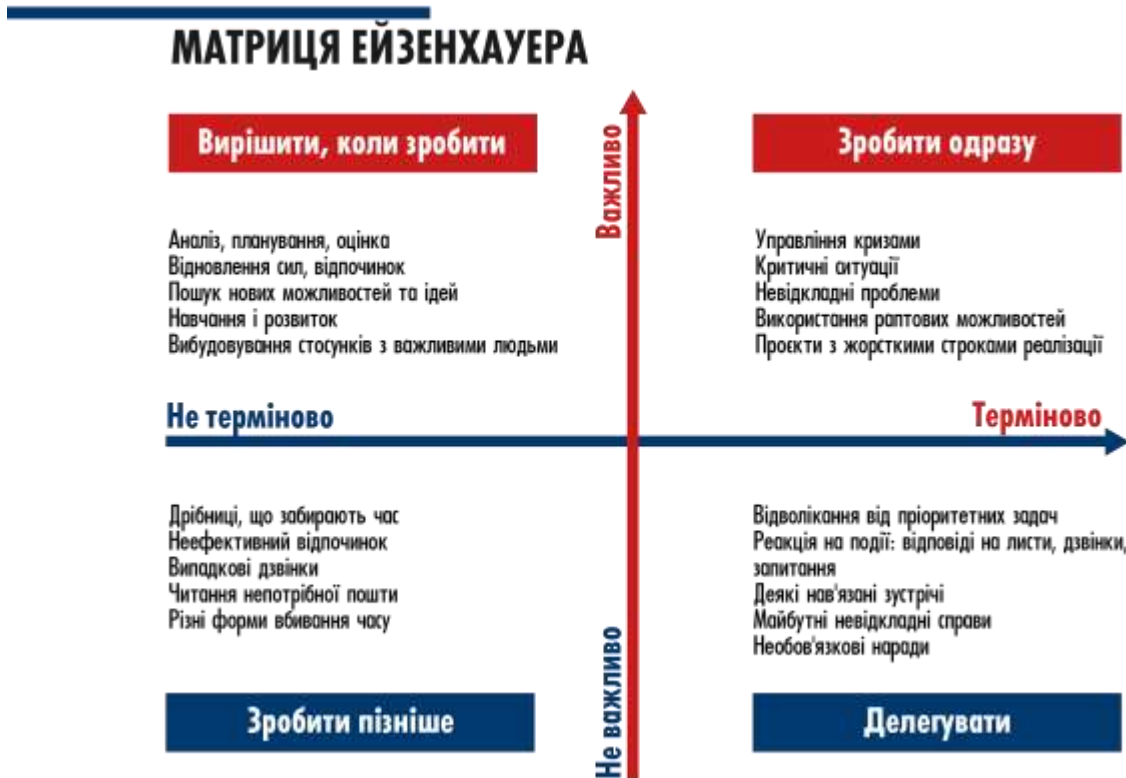 МАТРИЦЯ ЕЙЗЕНХАУЕРА
Вирішити, коли зробити
Аналіз, планування, оцінка
Відновлення сил, відпочинок
Пошук нових можливостей та ідей
Навчання і розвиток
Вибудовування стосунків з важливими людьми
Важливо
Зробити одразу
Управління кризами
Критичні ситуації
Невідкладні проблеми
Використання раптових можливостей
Проєкти з жорсткими строками реалізації
Не терміново
Терміново
Дрібниці, що забирають час
Неефективний відпочинок
Випадкові дзвінки
Читання непотрібної пошти
Різні форми вбивання часу
Зробити пізніше
Не важливо
Відволікання від пріоритетних задач
Реакція на події: відповіді на листи, дзвінки,
запитання
Деякі нав'язані зустрічі
Майбутні невідкладні справи
Необов'язкові наради
Делегувати